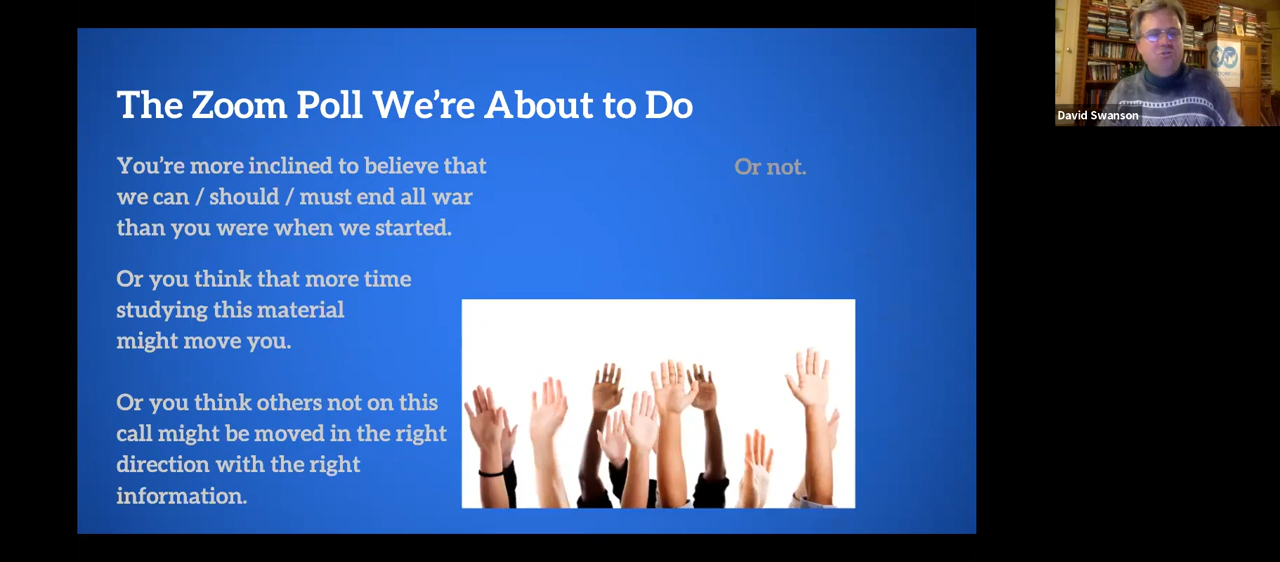 The Zoom Poll We’re About to Do
You’re more inclined to believe that
we can / should / must end all war
than you were when we started.
Or you think that more time
studying this material
might move you.
Or you think others not on this
call might be moved in the right
direction with the right
information.
Or not.
David Swanson